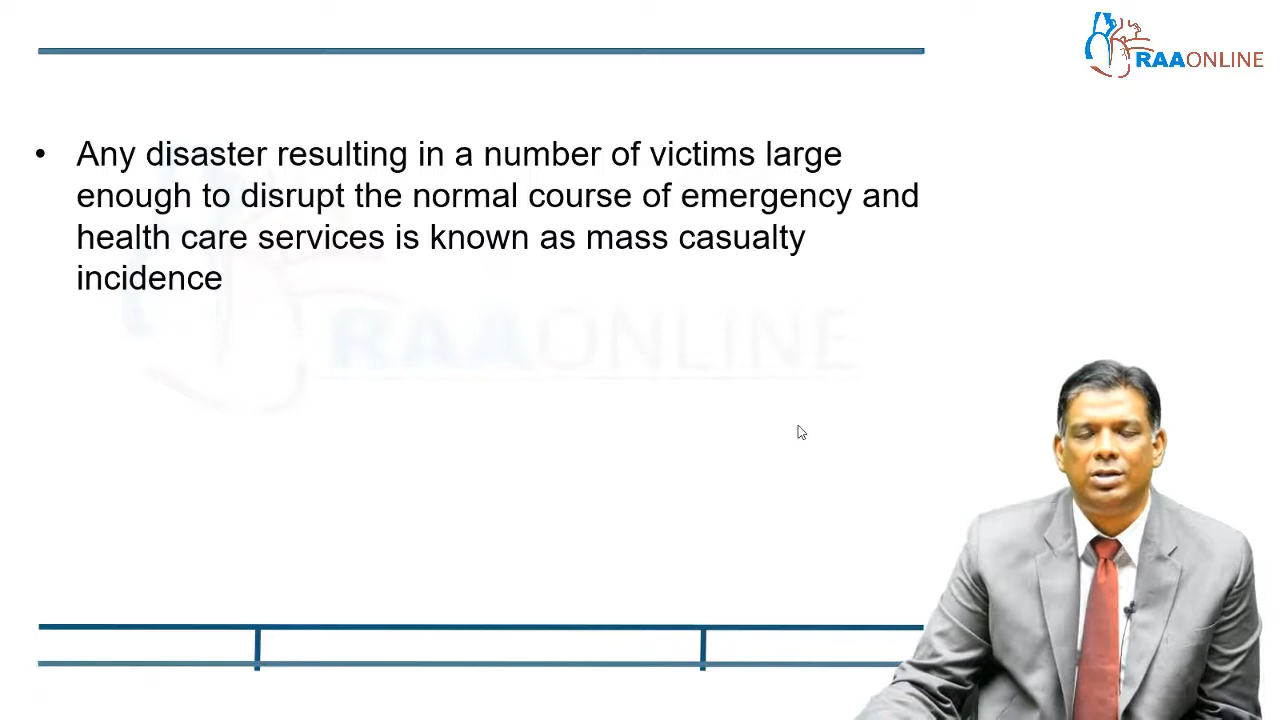 RAAONLINE
• Any disaster resulting in a number of victims large
enough to disrupt the normal course of emergency and
health care services is known as mass casualty
incidence
RAAONLINE